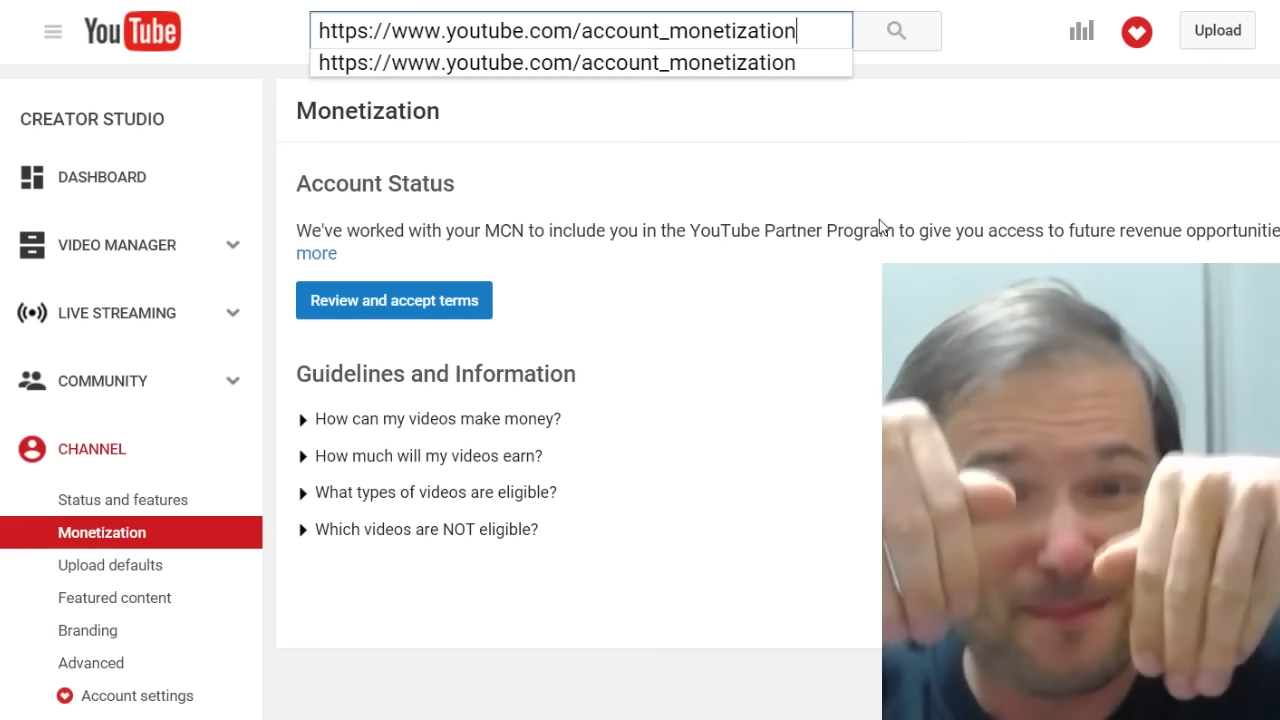 YouTube
https://www.youtube.com/account_monetization
Upload
https://www.youtube.com/account_monetization
CREATOR STUDIO
DASHBOARD
VIDEO MANAGER
LIVE STREAMING
COMMUNITY
CHANNEL
Status and features
Monetization
Upload defaults
Featured content
Branding
Advanced
Account settings
Monetization
Account Status
We've worked with your MCN to include you in the YouTube Partner Program to give you access to future revenue opportunitie
more
Review and accept terms
Guidelines and Information
How can my videos make money?
How much will my videos earn?
What types of videos are eligible?
Which videos are NOT eligible?